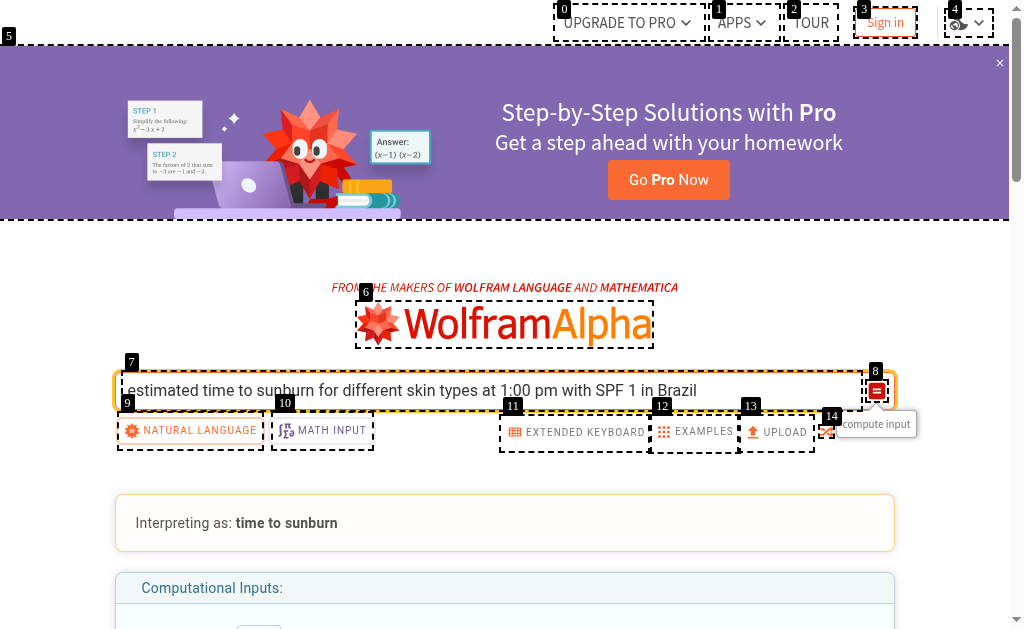 0 1 2 3 4
UPGRADE TO PRO APPS TOUR Sign in
5
×
STEP 1
Simplify the following:
x² − 3 x + 2
STEP 2
The factors of 2 that sum
to −3 are −1 and −2.
Answer:
(x−1) (x−2)
Step-by-Step Solutions with Pro
Get a step ahead with your homework
Go Pro Now
FROM THE MAKERS OF WOLFRAM LANGUAGE AND MATHEMATICA
6
WolframAlpha
7 8
estimated time to sunburn for different skin types at 1:00 pm with SPF 1 in Brazil
9 10 11 12 13 14
NATURAL LANGUAGE MATH INPUT EXTENDED KEYBOARD EXAMPLES UPLOAD
compute input
Interpreting as: time to sunburn
Computational Inputs: